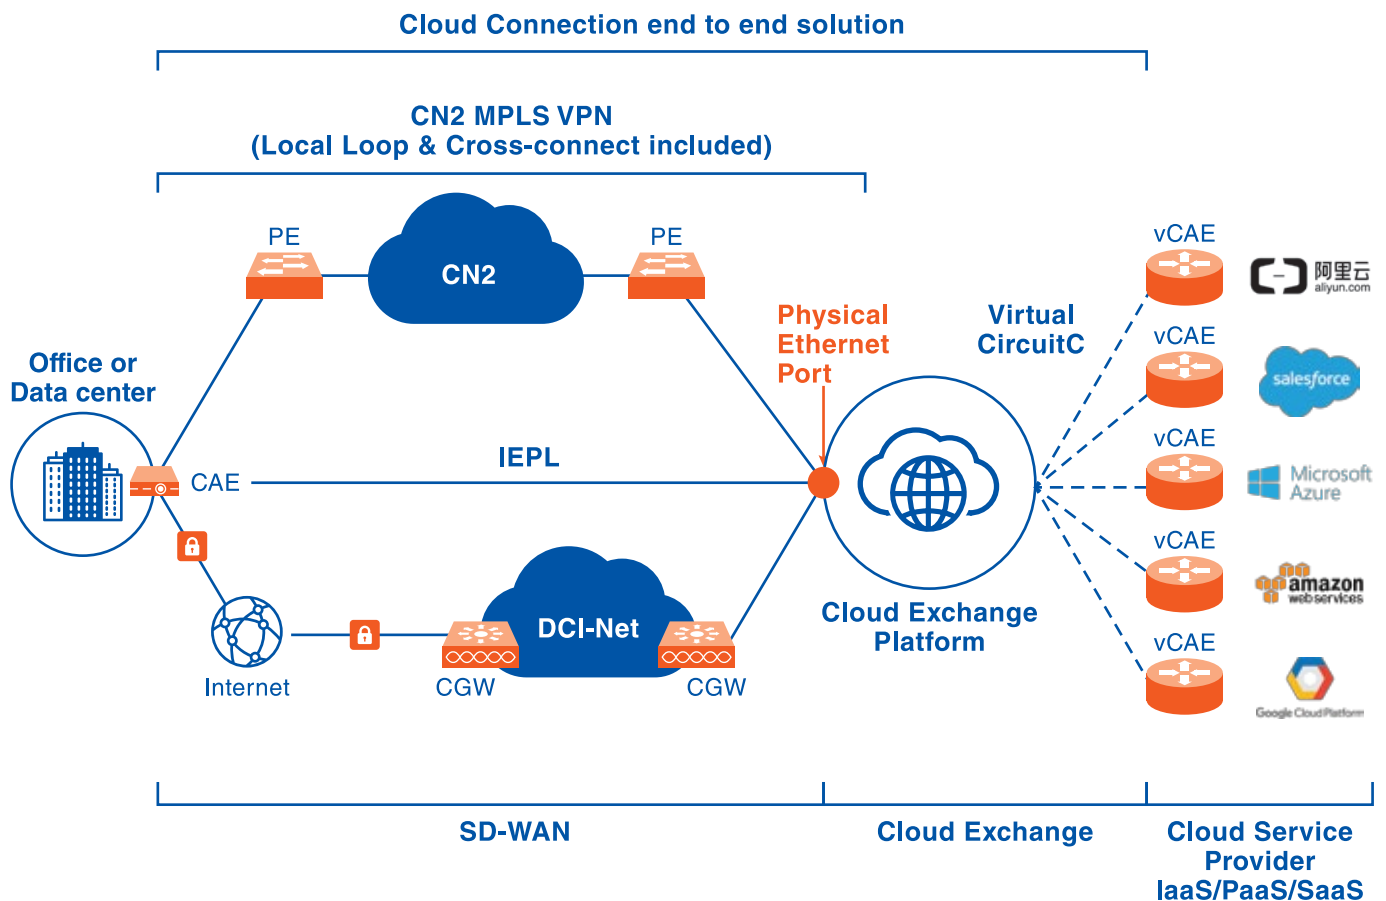 Cloud Connection end to end solution
CN2 MPLS VPN
(Local Loop & Cross-connect included)
PE
CN2
PE
vCAE
阿里云
aliyun.com
Physical
Ethernet
Port
Virtual
CircuitC
vCAE
salesforce
Office or
Data center
CAE
IEPL
vCAE
Microsoft
Azure
vCAE
amazon
webservices
Internet
CGW
DCI-Net
CGW
Cloud Exchange
Platform
vCAE
Google Cloud Platform
SD-WAN
Cloud Exchange
Cloud Service
Provider
IaaS/PaaS/SaaS